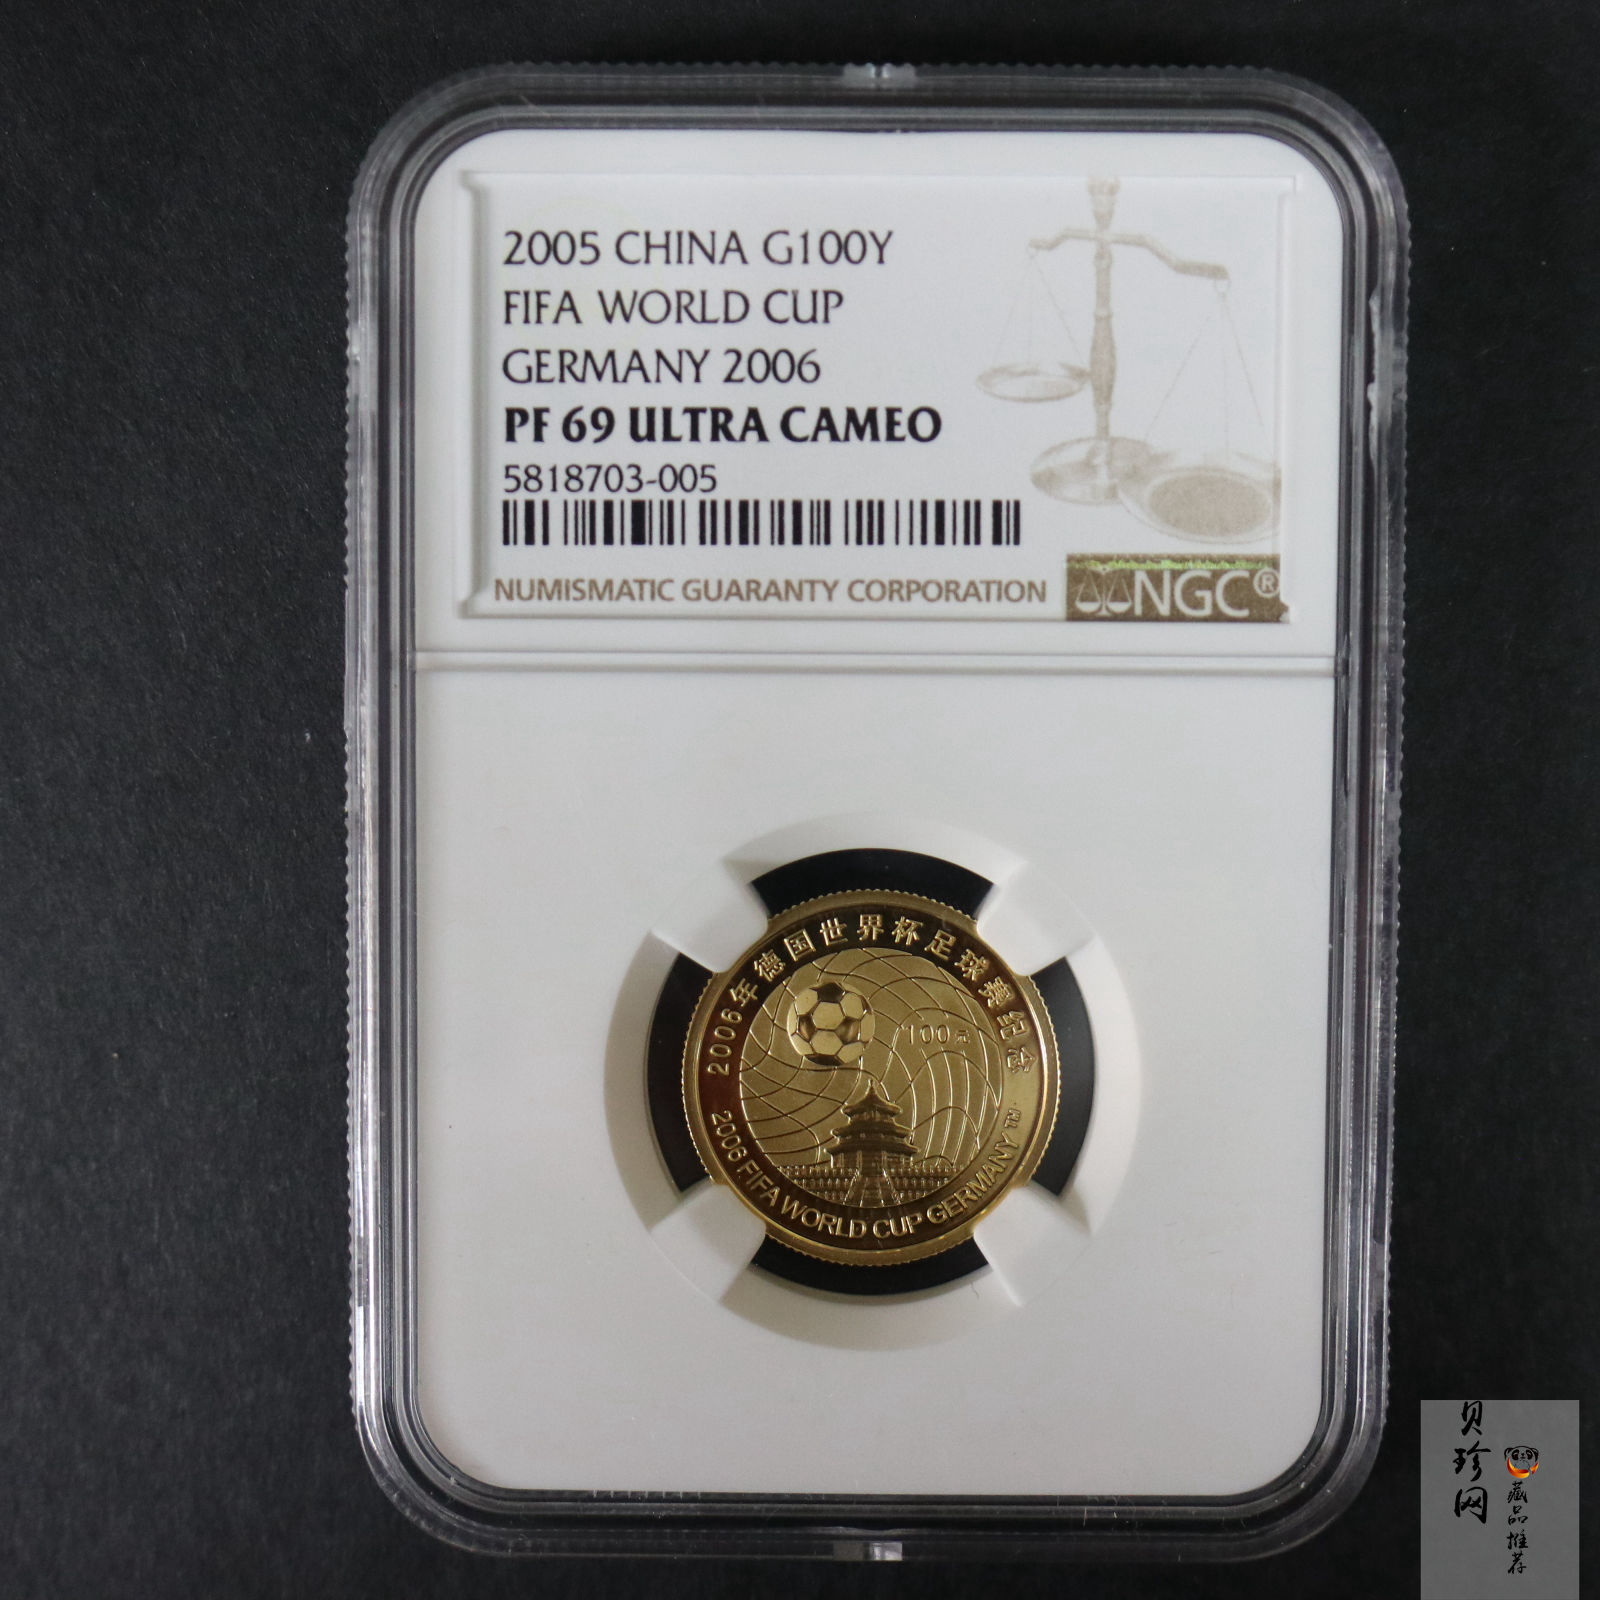 2005 CHINA G100Y
FIFA WORLD CUP
GERMANY 2006
PF 69 ULTRA CAMEO
5818703-005
NUMISMATIC GUARANTY CORPORATION
NGC®
2006年德国世界杯足球赛纪念
100元
2006 FIFA WORLD CUP GERMANY™
贝珍网
藏品推荐